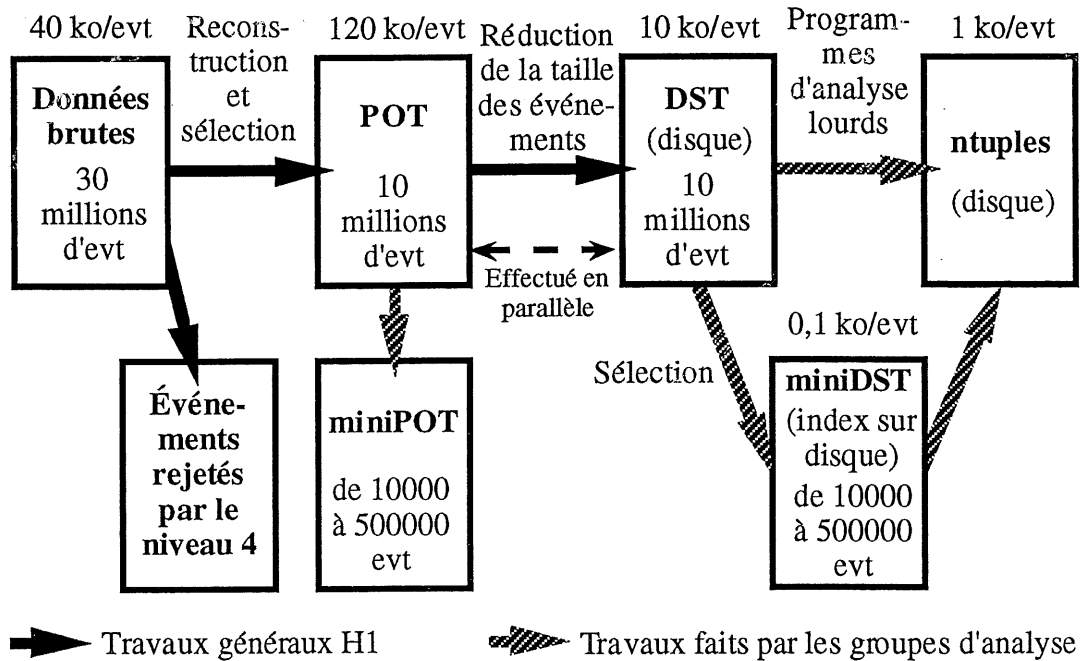 40 ko/evt
Recons-
truction
et
sélection
120 ko/evt
Réduction
de la taille
des événe-
ments
10 ko/evt
Program-
mes
d'analyse
lourds
1 ko/evt
Données
brutes
30
millions
d'evt
POT
10
millions
d'evt
Effectué en
parallèle
DST
(disque)
10
millions
d'evt
ntuples
(disque)
Événe-
ments
rejetés
par le
niveau 4
miniPOT
de 10000
à 500000
evt
Sélection
0,1 ko/evt
miniDST
(index sur
disque)
de 10000
à 500000
evt
Travaux généraux H1
Travaux faits par les groupes d'analyse